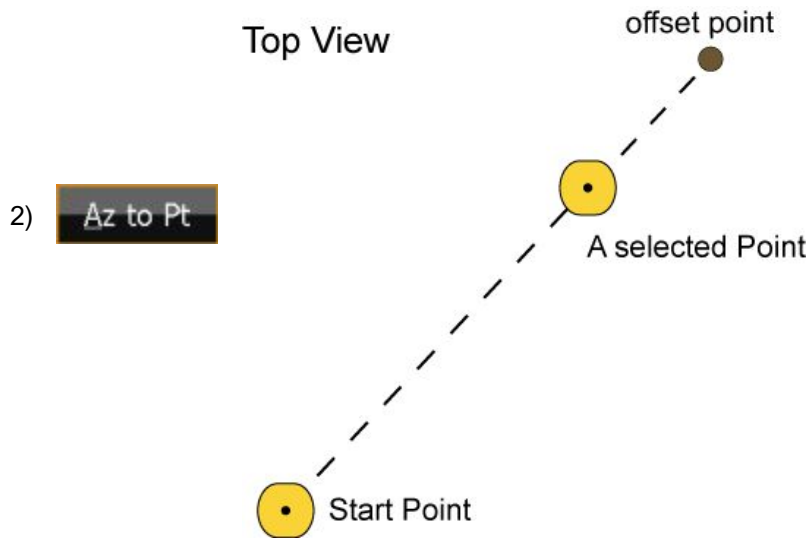 Top View
offset point
2)
Az to Pt
A selected Point
Start Point